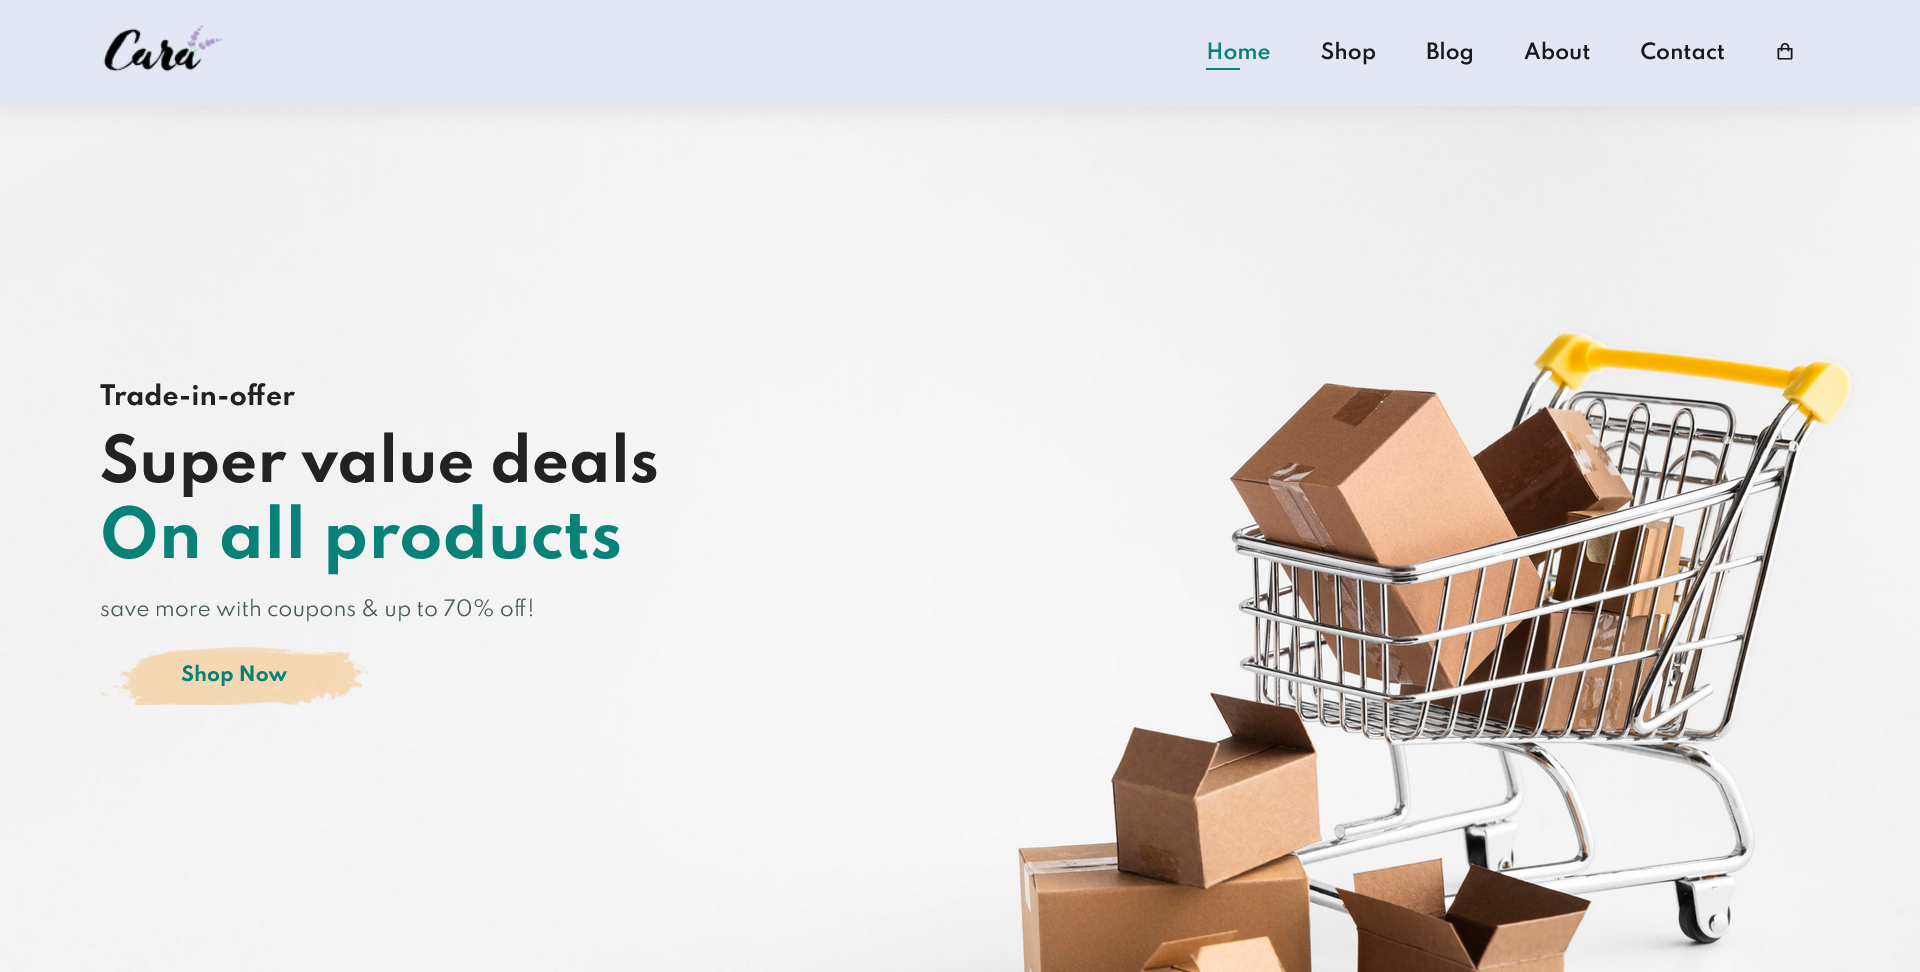 Cara
Home Shop Blog About Contact
Trade-in-offer
Super value deals
On all products
save more with coupons & up to 70% off!
Shop Now